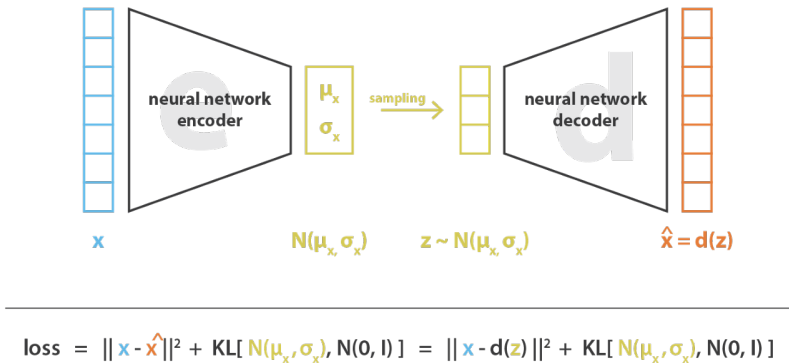 e
neural network
encoder
μₓ
σₓ
sampling
d
neural network
decoder
x
N(μₓ, σₓ)
z ~ N(μₓ, σₓ)
x̂ = d(z)
loss = || x - x̂ ||² + KL[ N(μₓ, σₓ), N(0, I) ] = || x - d(z) ||² + KL[ N(μₓ, σₓ), N(0, I) ]